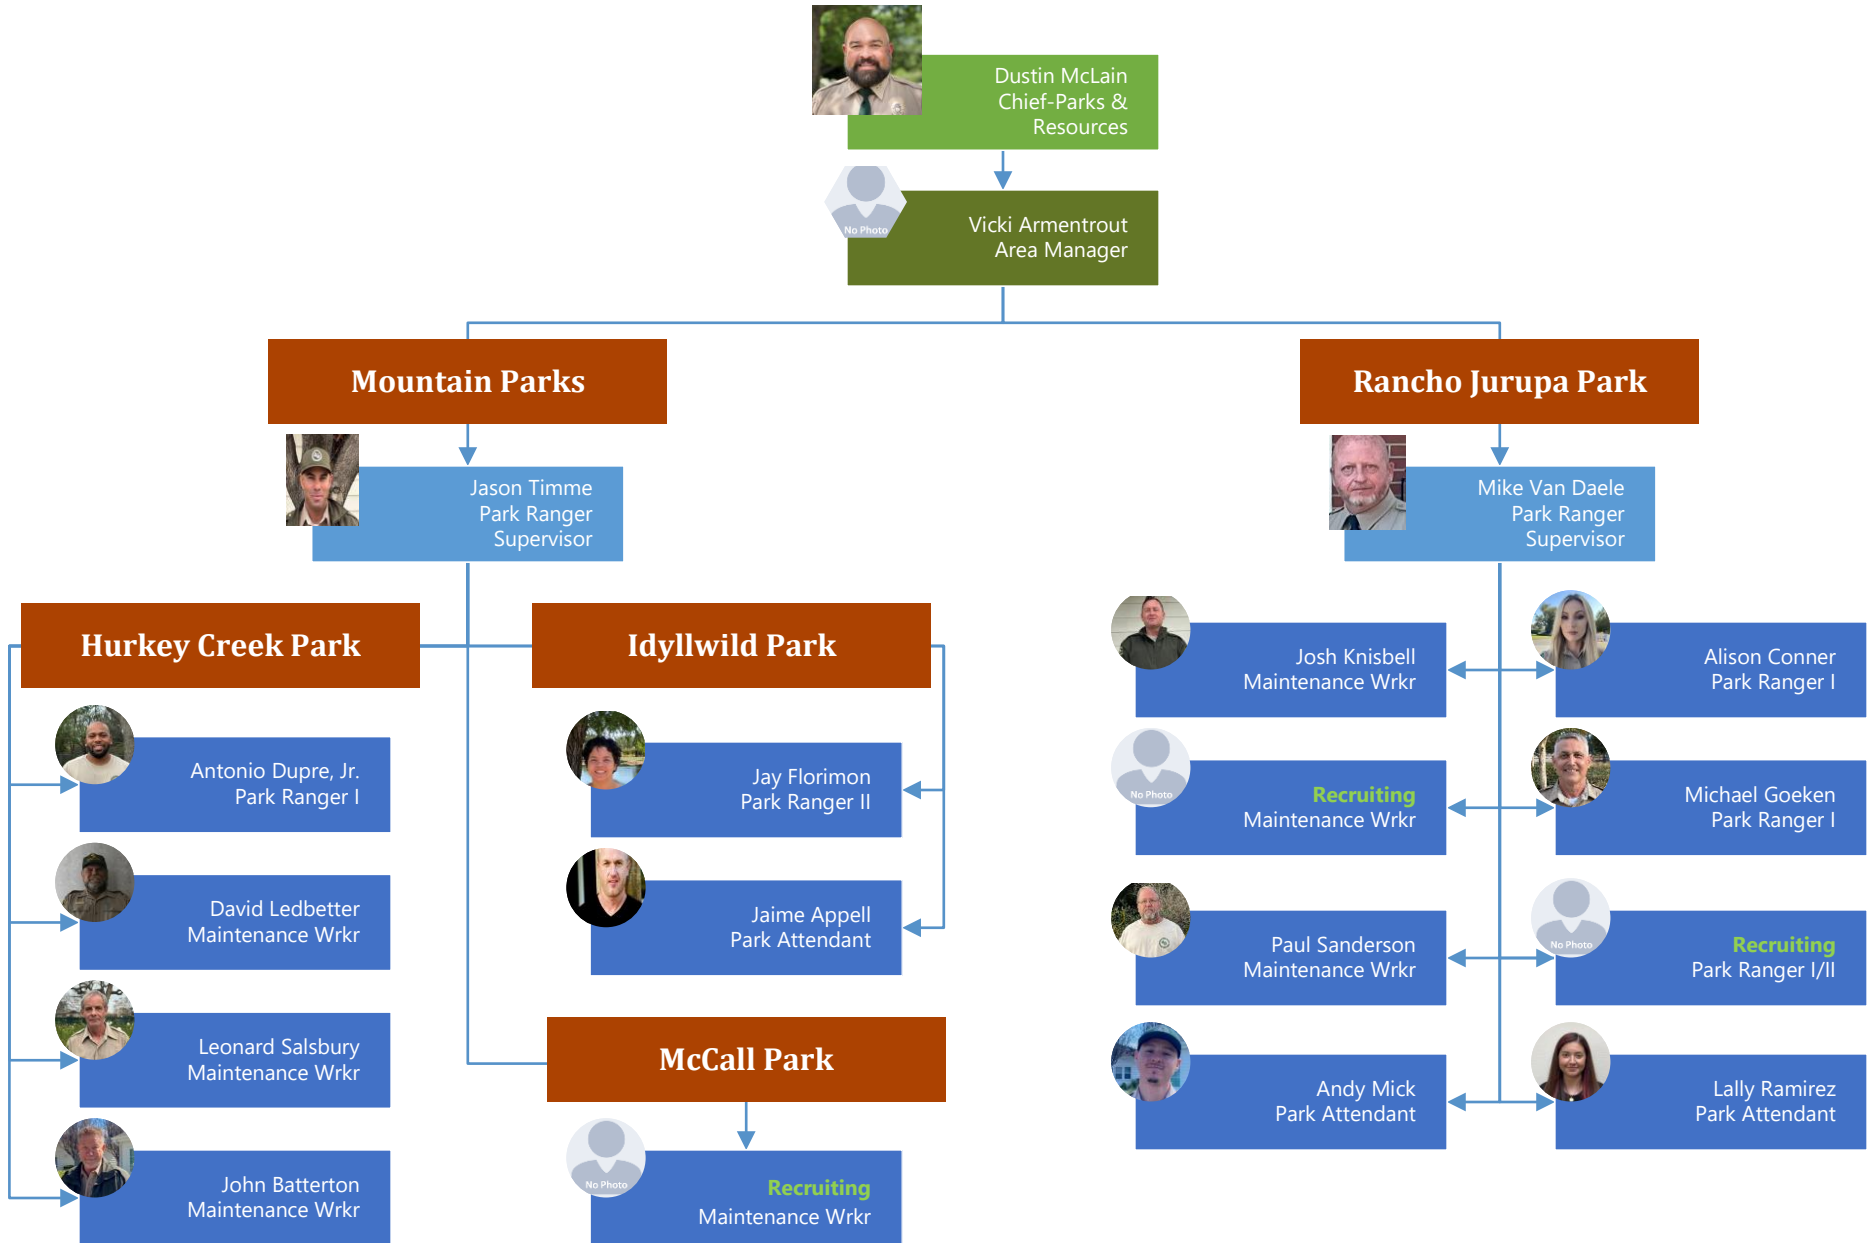 Dustin McLain
Chief-Parks &
Resources
No Photo
Vicki Armentrout
Area Manager
Mountain Parks
Rancho Jurupa Park
Jason Timme
Park Ranger
Supervisor
Mike Van Daele
Park Ranger
Supervisor
Hurkey Creek Park
Antonio Dupre, Jr.
Park Ranger I
David Ledbetter
Maintenance Wrkr
Leonard Salsbury
Maintenance Wrkr
John Batterton
Maintenance Wrkr
Idyllwild Park
Jay Florimon
Park Ranger II
Jaime Appell
Park Attendant
McCall Park
No Photo
Recruiting
Maintenance Wrkr
Josh Knisbell
Maintenance Wrkr
No Photo
Recruiting
Maintenance Wrkr
Paul Sanderson
Maintenance Wrkr
Andy Mick
Park Attendant
Alison Conner
Park Ranger I
Michael Goeken
Park Ranger I
No Photo
Recruiting
Park Ranger I/II
Lally Ramirez
Park Attendant